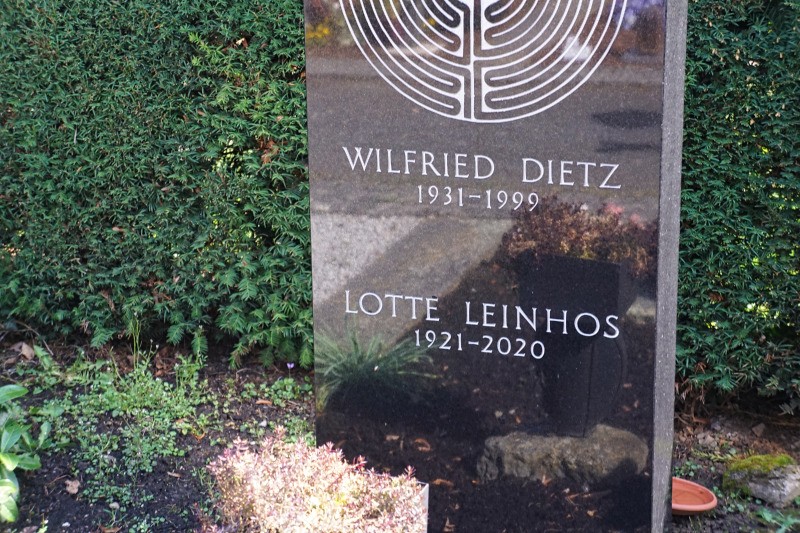 WILFRIED DIETZ
1931-1999
LOTTE LEINHOS
1921-2020